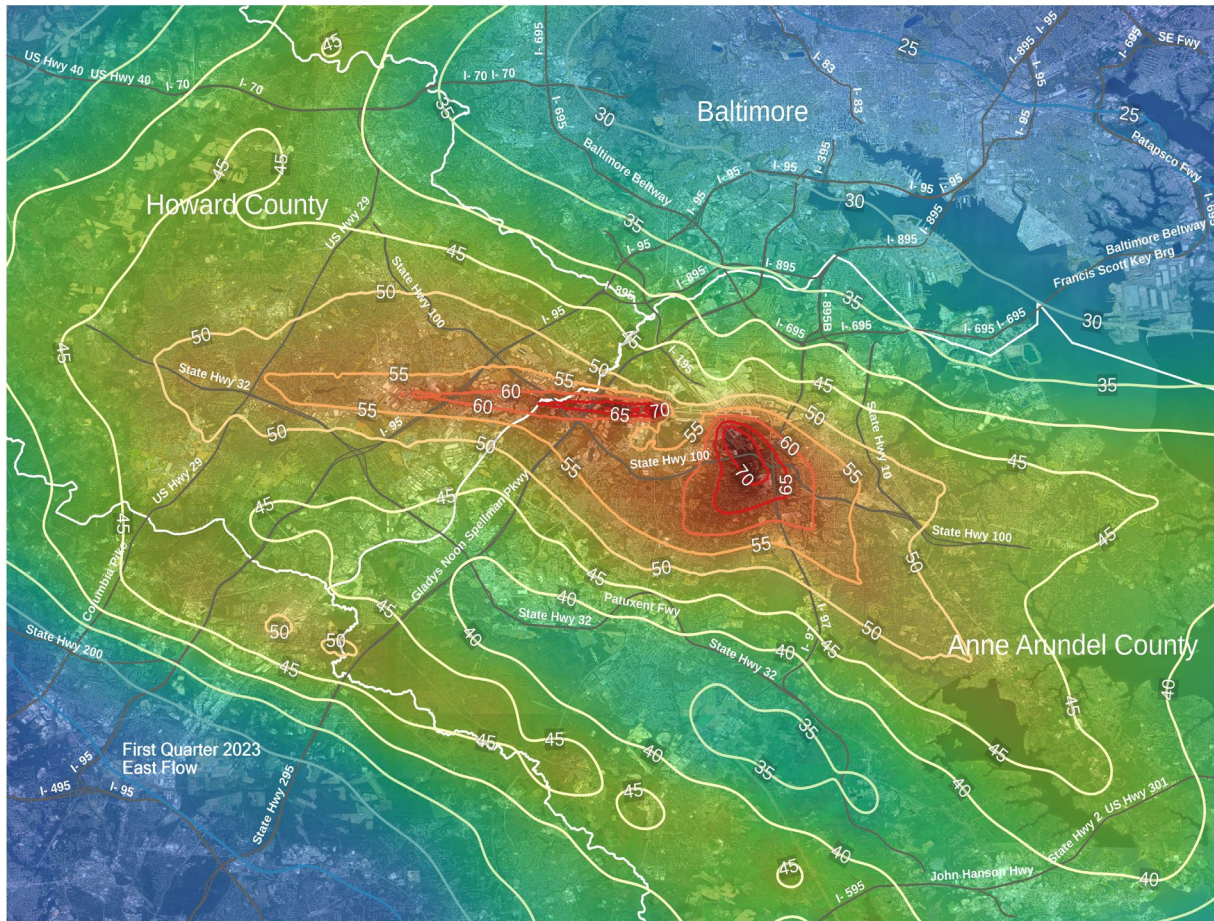 45
25
SE Fwy
I- 695
I- 895
I- 95
US Hwy 40
US Hwy 40
I- 70
I- 70
I- 70
I- 70
I- 83
I- 83
35
30
Baltimore
25
I- 695
I- 95
Patapsco Fwy
45
45
Baltimore Beltway
I- 95
I- 95
I- 395
I- 95
I- 95
Howard County
US Hwy 29
I- 95
30
I- 695
35
I- 895
I- 895
Baltimore Beltway
State Hwy 100
45
I- 95
I- 895
Francis Scott Key Brg
50
I- 895
35
I- 95
895B
I- 695
I- 695
I- 695
I- 695
30
50
45
45
I- 195
State Hwy 32
55
60
55
50
45
35
55
60
65
70
50
State Hwy 10
50
I- 95
50
55
State Hwy 100
55
60
55
45
US Hwy 29
70
65
45
45
45
Gladys Noon Spellman Pkwy
State Hwy 100
45
Columbia Pike
55
50
50
45
40
Patuxent Fwy
State Hwy 32
50
50
State Hwy 200
45
45
40
I- 97
I- 97
45
50
State Hwy 32
40
Anne Arundel County
40
35
45
First Quarter 2023
East Flow
45
45
40
35
45
I- 95
I- 495
I- 95
State Hwy 295
45
40
US Hwy 301
State Hwy 2
40
45
John Hanson Hwy
40
I- 595